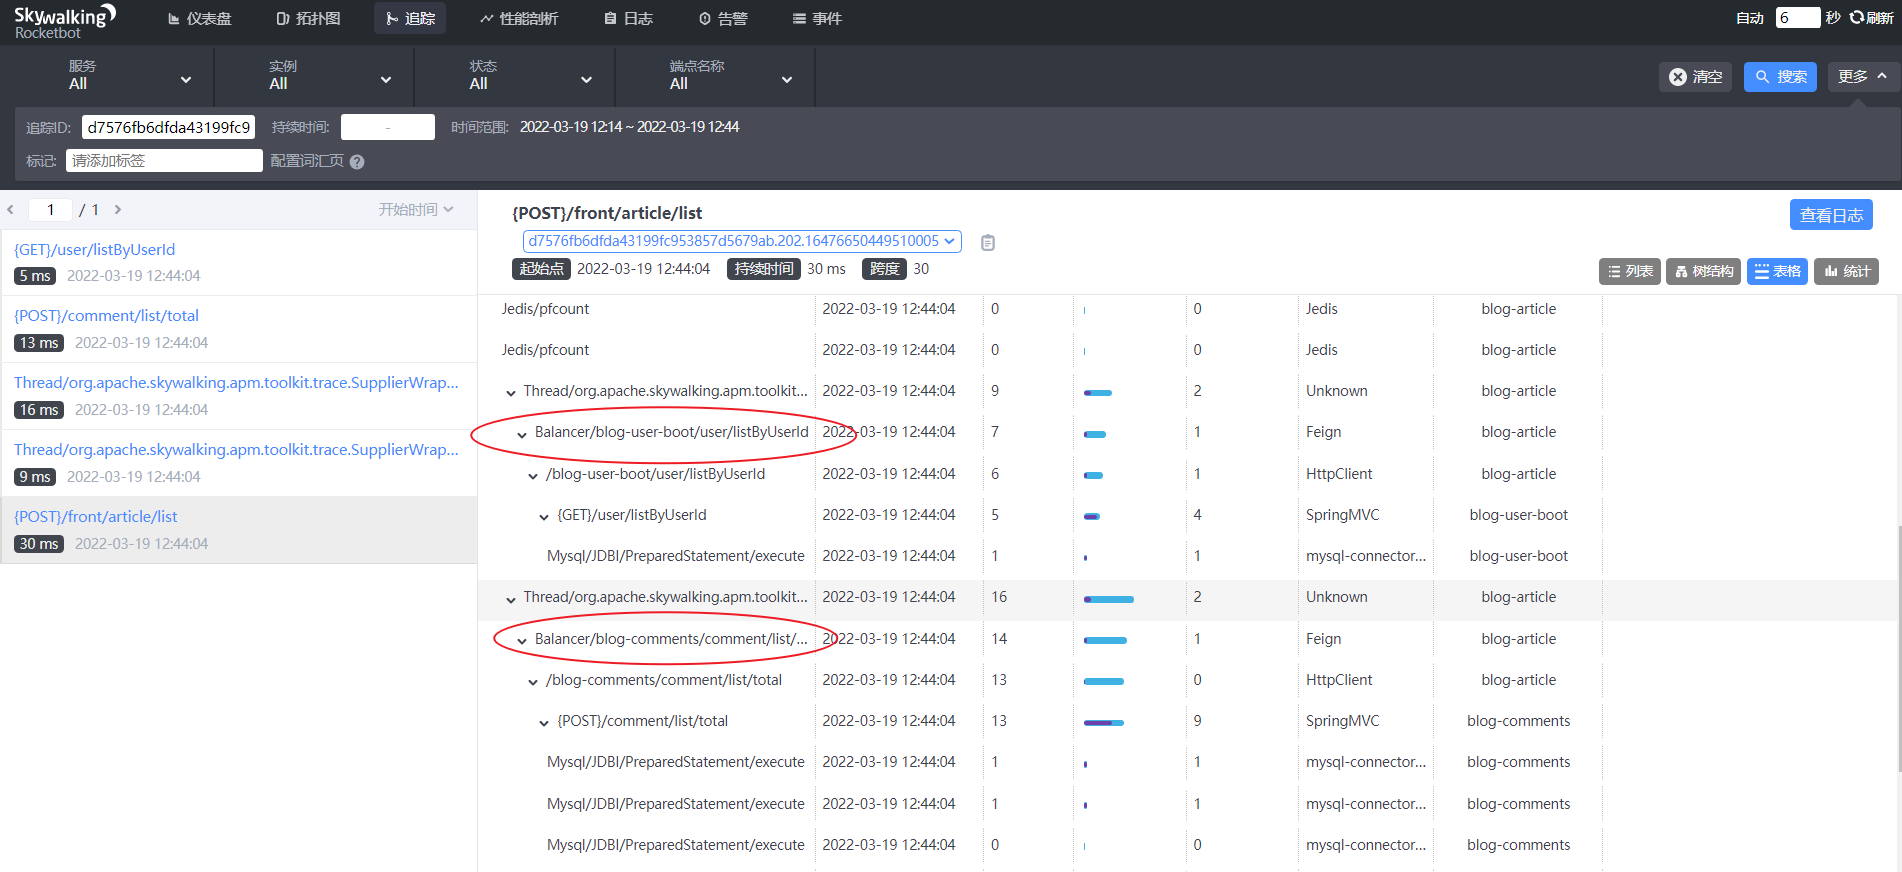 Skywalking
Rocketbot
仪表盘 拓扑图 追踪 性能剖析 日志 告警 事件
自动 6 秒 刷新
服务 实例 状态 端点名称
All All All All
清空 搜索 更多
追踪ID: d7576fb6dfda43199fc9 持续时间: - 时间范围: 2022-03-19 12:14 ~ 2022-03-19 12:44
标记: 请添加标签 配置词汇页 ?
1 / 1 开始时间
{GET}/user/listByUserId
5 ms 2022-03-19 12:44:04
{POST}/comment/list/total
13 ms 2022-03-19 12:44:04
Thread/org.apache.skywalking.apm.toolkit.trace.SupplierWrap...
16 ms 2022-03-19 12:44:04
Thread/org.apache.skywalking.apm.toolkit.trace.SupplierWrap...
9 ms 2022-03-19 12:44:04
{POST}/front/article/list
30 ms 2022-03-19 12:44:04
{POST}/front/article/list
查看日志
d7576fb6dfda43199fc953857d5679ab.202.16476650449510005
起始点 2022-03-19 12:44:04 持续时间 30 ms 跨度 30
列表 树结构 表格 统计
Jedis/pfcount 2022-03-19 12:44:04 0 0 Jedis blog-article
Jedis/pfcount 2022-03-19 12:44:04 0 0 Jedis blog-article
Thread/org.apache.skywalking.apm.toolkit... 2022-03-19 12:44:04 9 2 Unknown blog-article
Balancer/blog-user-boot/user/listByUserId 2022-03-19 12:44:04 7 1 Feign blog-article
/blog-user-boot/user/listByUserId 2022-03-19 12:44:04 6 1 HttpClient blog-article
{GET}/user/listByUserId 2022-03-19 12:44:04 5 4 SpringMVC blog-user-boot
Mysql/JDBI/PreparedStatement/execute 2022-03-19 12:44:04 1 1 mysql-connector... blog-user-boot
Thread/org.apache.skywalking.apm.toolkit... 2022-03-19 12:44:04 16 2 Unknown blog-article
Balancer/blog-comments/comment/list/... 2022-03-19 12:44:04 14 1 Feign blog-article
/blog-comments/comment/list/total 2022-03-19 12:44:04 13 0 HttpClient blog-article
{POST}/comment/list/total 2022-03-19 12:44:04 13 9 SpringMVC blog-comments
Mysql/JDBI/PreparedStatement/execute 2022-03-19 12:44:04 1 1 mysql-connector... blog-comments
Mysql/JDBI/PreparedStatement/execute 2022-03-19 12:44:04 1 1 mysql-connector... blog-comments
Mysql/JDBI/PreparedStatement/execute 2022-03-19 12:44:04 0 0 mysql-connector... blog-comments